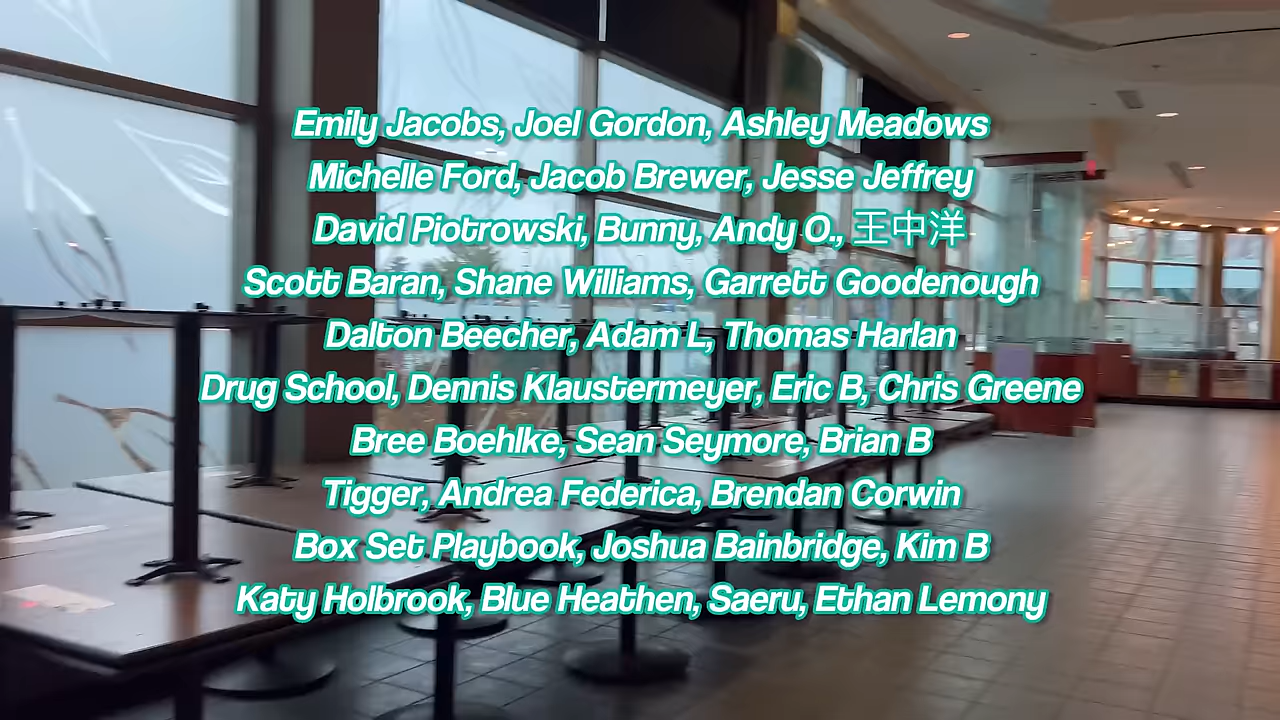 Emily Jacobs, Joel Gordon, Ashley Meadows
Michelle Ford, Jacob Brewer, Jesse Jeffrey
David Piotrowski, Bunny, Andy O., 王中洋
Scott Baran, Shane Williams, Garrett Goodenough
Dalton Beecher, Adam L, Thomas Harlan
Drug School, Dennis Klaustermeyer, Eric B, Chris Greene
Bree Boehlke, Sean Seymore, Brian B
Tigger, Andrea Federica, Brendan Corwin
Box Set Playbook, Joshua Bainbridge, Kim B
Katy Holbrook, Blue Heathen, Saeru, Ethan Lemony